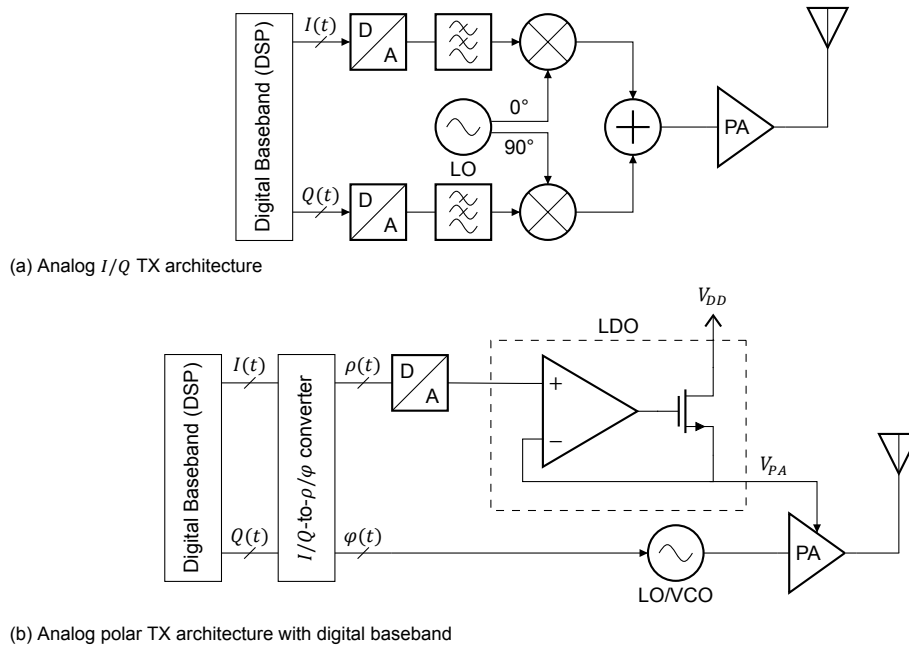 Digital Baseband (DSP)
I(t)
D
A
0°
90°
LO
PA
Q(t)
D
A
(a) Analog I/Q TX architecture
V_DD
LDO
Digital Baseband (DSP)
I(t)
I/Q-to-ρ/φ converter
ρ(t)
D
A
+
−
V_PA
Q(t)
φ(t)
LO/VCO
PA
(b) Analog polar TX architecture with digital baseband